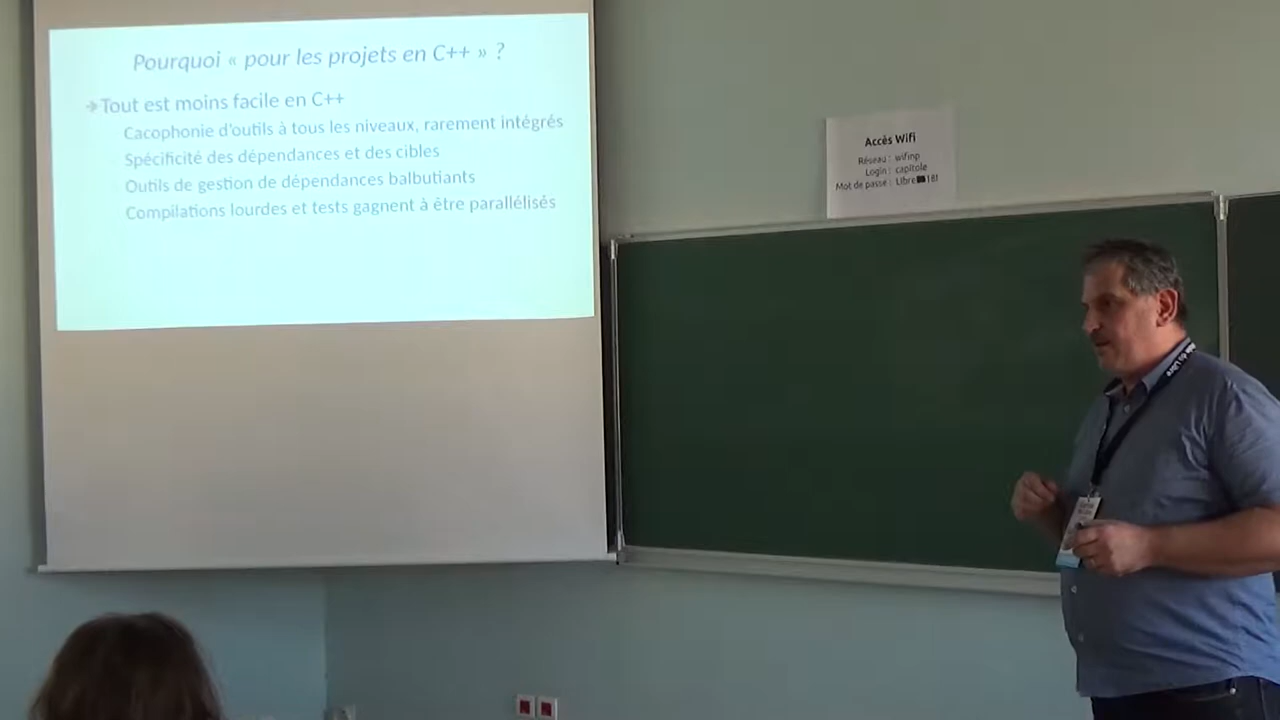 Pourquoi « pour les projets en C++ » ?
Tout est moins facile en C++
Cacophonie d'outils à tous les niveaux, rarement intégrés
Spécificité des dépendances et des cibles
Outils de gestion de dépendances balbutiants
Compilations lourdes et tests gagnent à être parallélisés
Accès Wifi
Réseau : wifinp
Login : capitole
Mot de passe :
du Libre